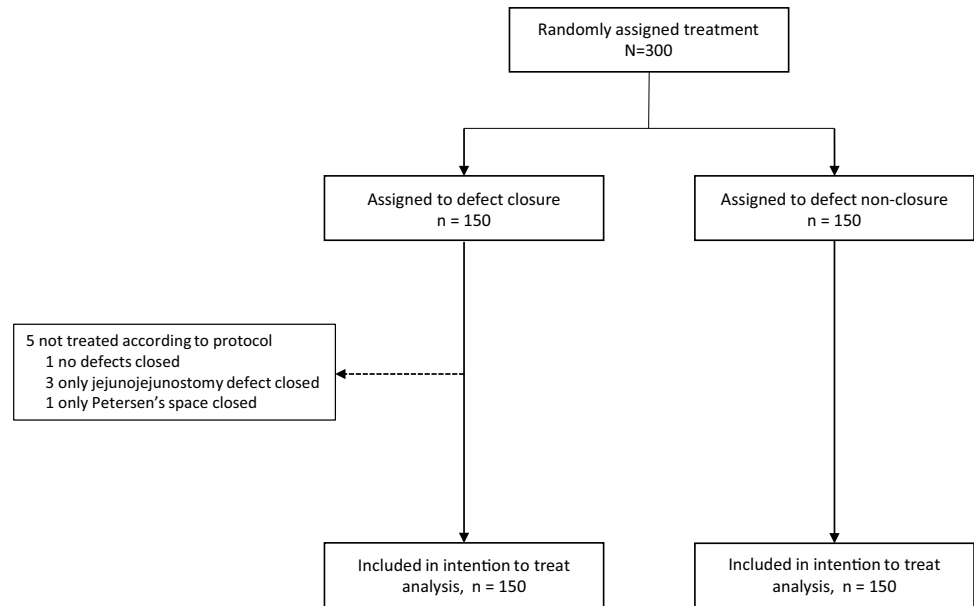 Randomly assigned treatment
N=300
Assigned to defect closure
n = 150
Assigned to defect non-closure
n = 150
5 not treated according to protocol
1 no defects closed
3 only jejunojejunostomy defect closed
1 only Petersen's space closed
Included in intention to treat
analysis, n = 150
Included in intention to treat
analysis, n = 150